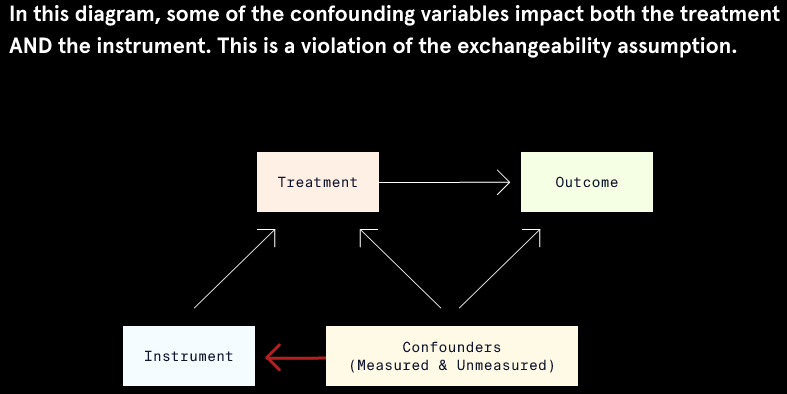 In this diagram, some of the confounding variables impact both the treatment
AND the instrument. This is a violation of the exchangeability assumption.
Treatment
Outcome
Instrument
Confounders
(Measured & Unmeasured)